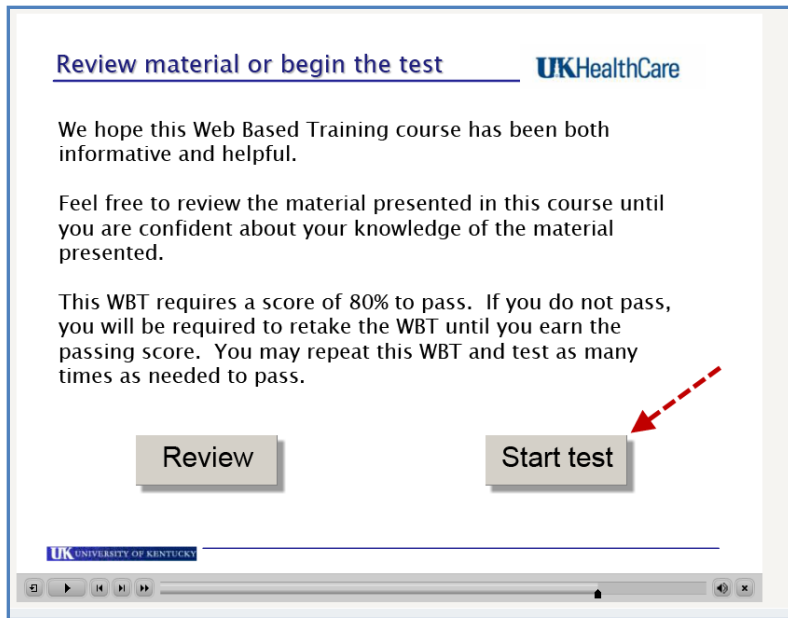 Review material or begin the test
UKHealthCare
We hope this Web Based Training course has been both
informative and helpful.
Feel free to review the material presented in this course until
you are confident about your knowledge of the material
presented.
This WBT requires a score of 80% to pass.  If you do not pass,
you will be required to retake the WBT until you earn the
passing score.  You may repeat this WBT and test as many
times as needed to pass.
Review
Start test
UK UNIVERSITY OF KENTUCKY